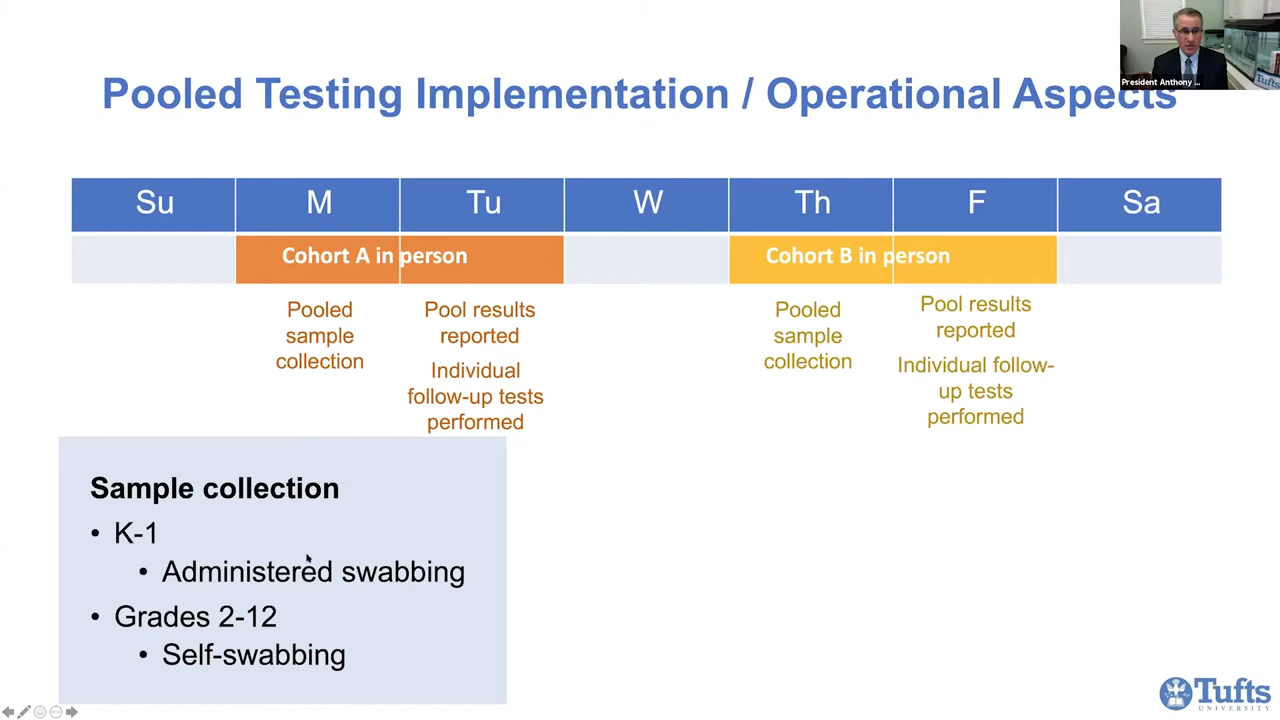 Pooled Testing Implementation / Operational Aspects
President Anthony ...
Su M Tu W Th F Sa
Cohort A in person
Cohort B in person
Pooled
sample
collection
Pool results
reported
Individual
follow-up tests
performed
Pooled
sample
collection
Pool results
reported
Individual follow-
up tests
performed
Sample collection
• K-1
• Administered swabbing
• Grades 2-12
• Self-swabbing
Tufts
UNIVERSITY
Tufts